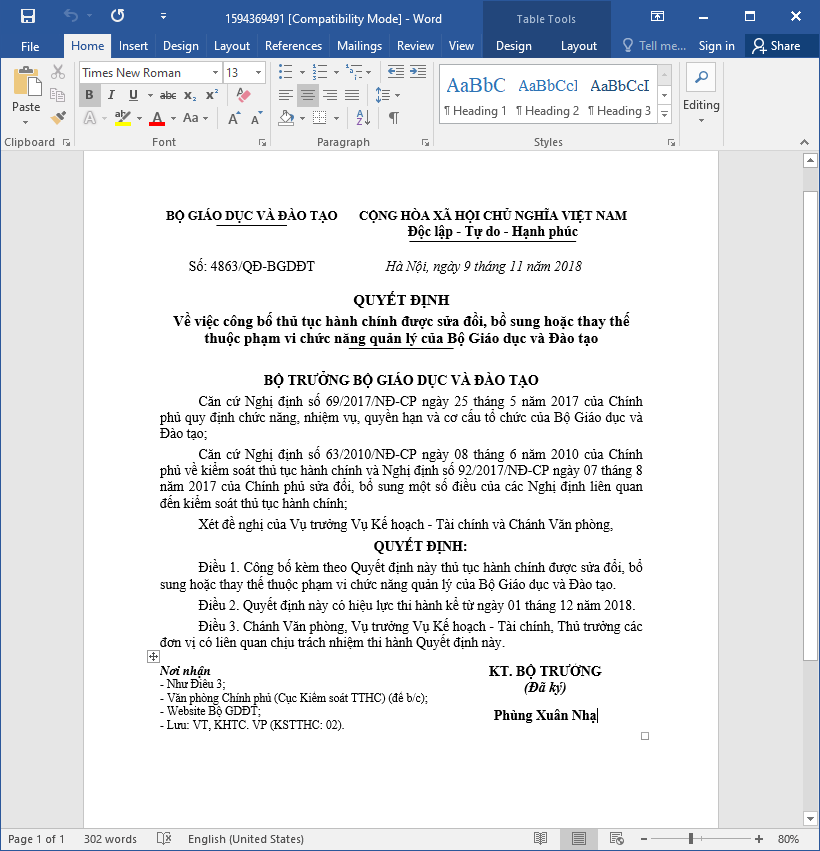 1594369491 [Compatibility Mode] - Word
Table Tools
File Home Insert Design Layout References Mailings Review View Design Layout Tell me... Sign in Share
Paste
Times New Roman 13
B I U abc X₂ X²
A ab A Aa A A
AaBbC AaBbCcI AaBbCcI
¶ Heading 1 ¶ Heading 2 ¶ Heading 3
Editing
Clipboard Font Paragraph Styles
BỘ GIÁO DỤC VÀ ĐÀO TẠO CỘNG HÒA XÃ HỘI CHỦ NGHĨA VIỆT NAM
Độc lập - Tự do - Hạnh phúc
Số: 4863/QĐ-BGDĐT Hà Nội, ngày 9 tháng 11 năm 2018
QUYẾT ĐỊNH
Về việc công bố thủ tục hành chính được sửa đổi, bổ sung hoặc thay thế
thuộc phạm vi chức năng quản lý của Bộ Giáo dục và Đào tạo
BỘ TRƯỞNG BỘ GIÁO DỤC VÀ ĐÀO TẠO
Căn cứ Nghị định số 69/2017/NĐ-CP ngày 25 tháng 5 năm 2017 của Chính
phủ quy định chức năng, nhiệm vụ, quyền hạn và cơ cấu tổ chức của Bộ Giáo dục và
Đào tạo;
Căn cứ Nghị định số 63/2010/NĐ-CP ngày 08 tháng 6 năm 2010 của Chính
phủ về kiểm soát thủ tục hành chính và Nghị định số 92/2017/NĐ-CP ngày 07 tháng 8
năm 2017 của Chính phủ sửa đổi, bổ sung một số điều của các Nghị định liên quan
đến kiểm soát thủ tục hành chính;
Xét đề nghị của Vụ trưởng Vụ Kế hoạch - Tài chính và Chánh Văn phòng,
QUYẾT ĐỊNH:
Điều 1. Công bố kèm theo Quyết định này thủ tục hành chính được sửa đổi, bổ
sung hoặc thay thế thuộc phạm vi chức năng quản lý của Bộ Giáo dục và Đào tạo.
Điều 2. Quyết định này có hiệu lực thi hành kể từ ngày 01 tháng 12 năm 2018.
Điều 3. Chánh Văn phòng, Vụ trưởng Vụ Kế hoạch - Tài chính, Thủ trưởng các
đơn vị có liên quan chịu trách nhiệm thi hành Quyết định này.
Nơi nhận
- Như Điều 3;
- Văn phòng Chính phủ (Cục Kiểm soát TTHC) (để b/c);
- Website Bộ GDĐT;
- Lưu: VT, KHTC. VP (KSTTHC: 02).
KT. BỘ TRƯỞNG
(Đã ký)
Phùng Xuân Nhạ
Page 1 of 1 302 words English (United States) 80%